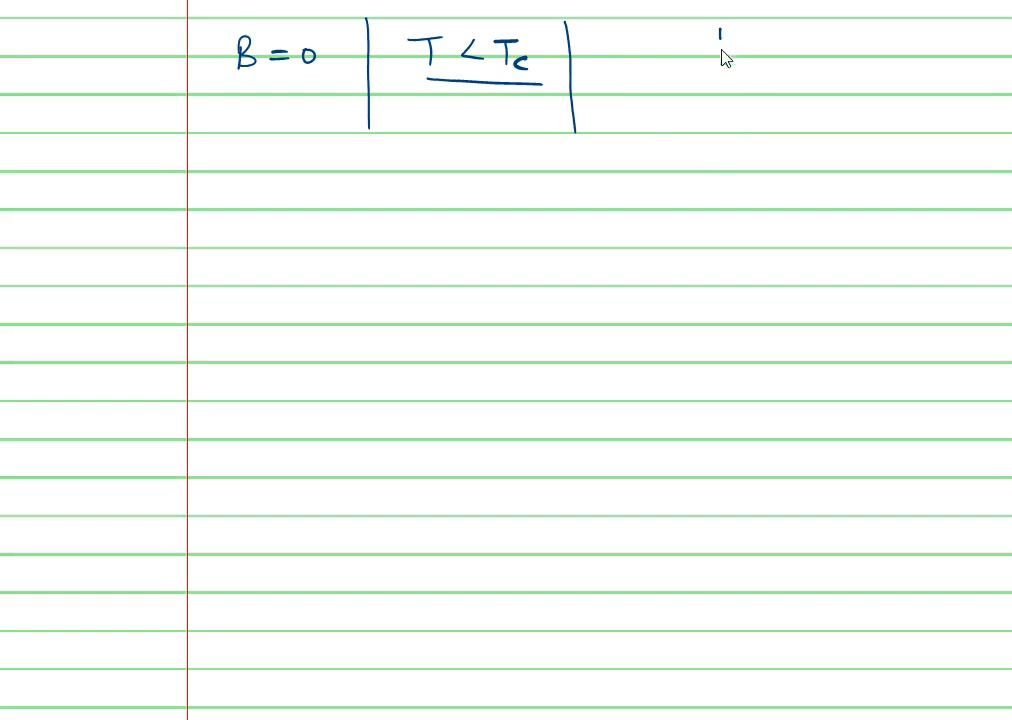 B = 0 | T < Tc |